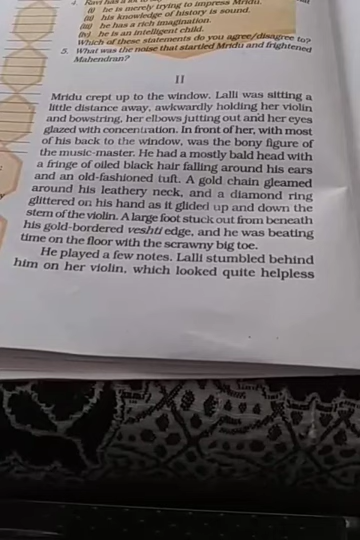 4. Ravi has a lot to
(i) he is merely trying to impress Mridu.
(ii) his knowledge of history is sound.
(iii) he has a rich imagination.
(iv) he is an intelligent child.
Which of these statements do you agree/disagree to?
5. What was the noise that startled Mridu and frightened
Mahendran?
II
Mridu crept up to the window. Lalli was sitting a
little distance away, awkwardly holding her violin
and bowstring, her elbows jutting out and her eyes
glazed with concentration. In front of her, with most
of his back to the window, was the bony figure of
the music-master. He had a mostly bald head with
a fringe of oiled black hair falling around his ears
and an old-fashioned tuft. A gold chain gleamed
around his leathery neck, and a diamond ring
glittered on his hand as it glided up and down the
stem of the violin. A large foot stuck out from beneath
his gold-bordered veshti edge, and he was beating
time on the floor with the scrawny big toe.
He played a few notes. Lalli stumbled behind
him on her violin, which looked quite helpless